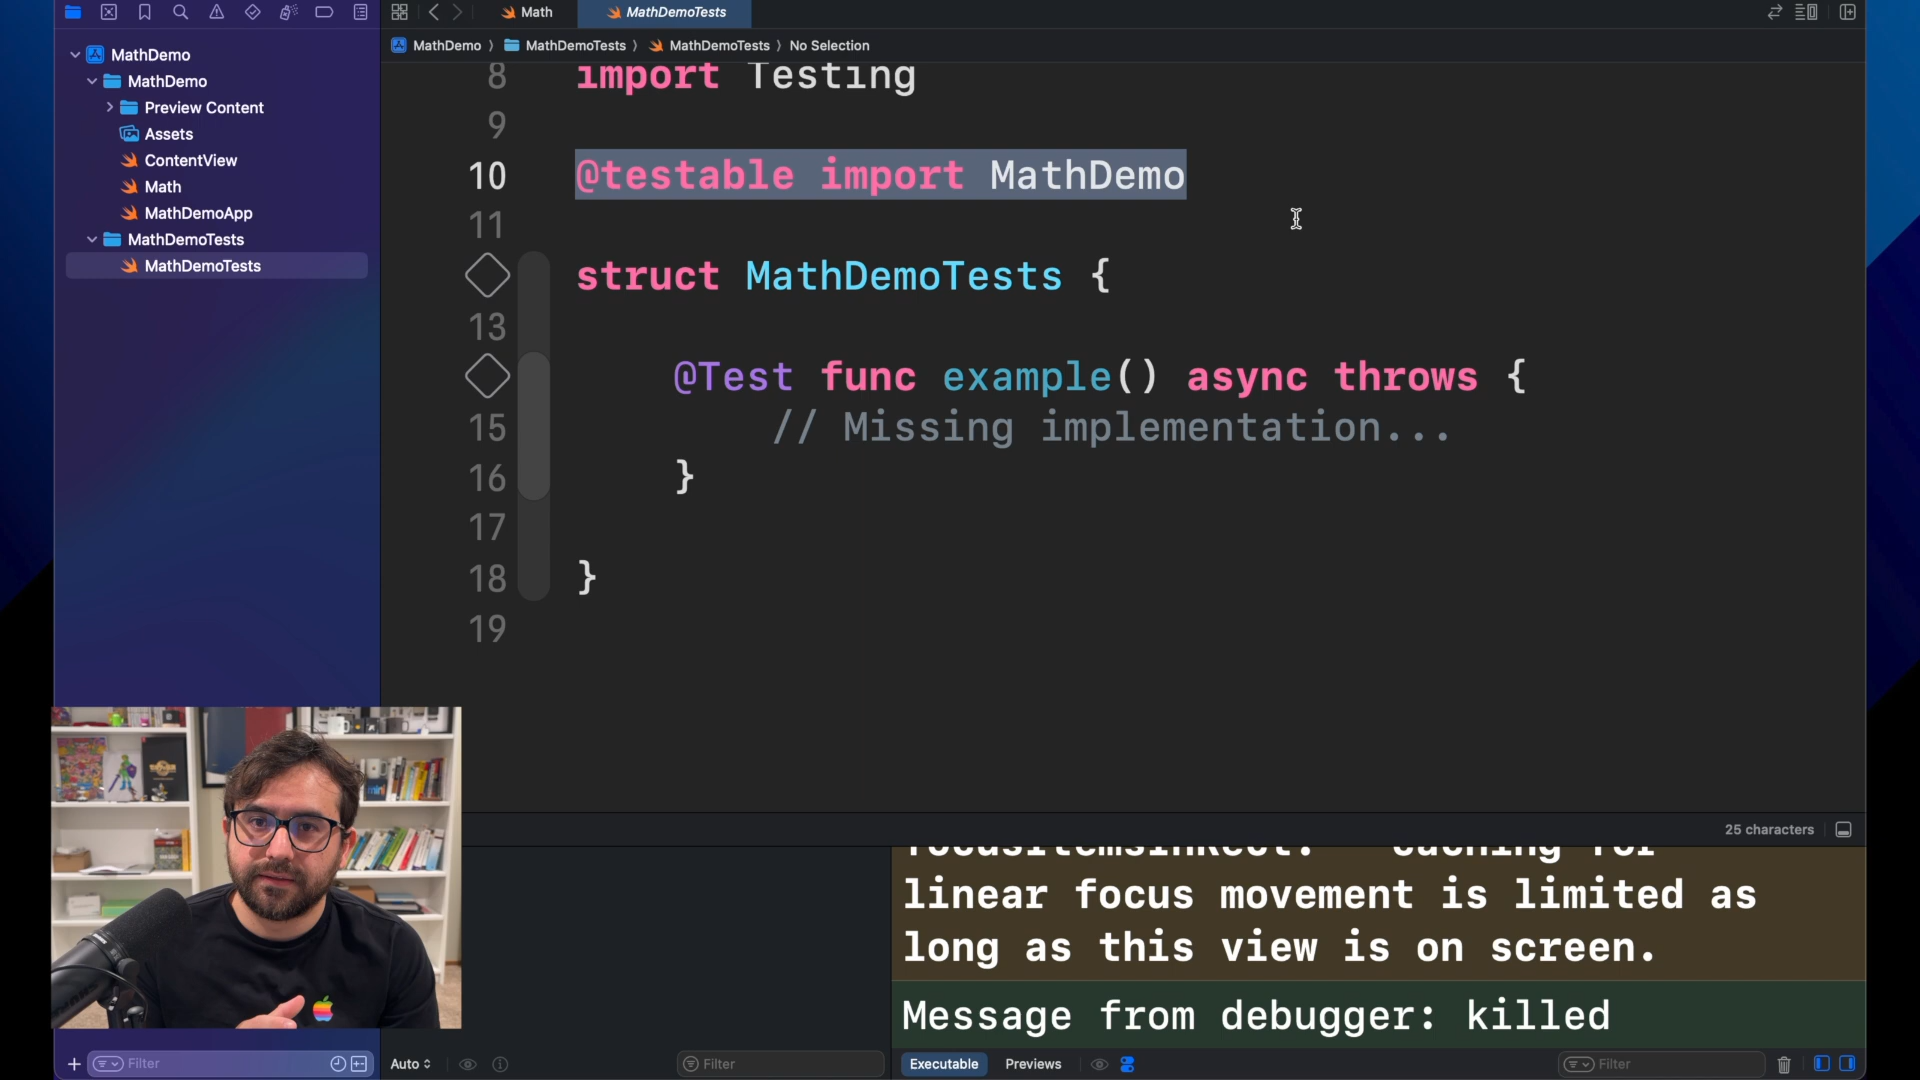 Math
MathDemoTests
MathDemo
MathDemoTests
MathDemoTests
No Selection
MathDemo
MathDemo
Preview Content
Assets
ContentView
Math
MathDemoApp
MathDemoTests
MathDemoTests
8 import Testing
9
10 @testable import MathDemo
11
struct MathDemoTests {
13
@Test func example() async throws {
15 // Missing implementation...
16 }
17
18 }
19
25 characters
focusItemsInRect: - caching for
linear focus movement is limited as
long as this view is on screen.
Message from debugger: killed
Filter
Auto
Filter
Executable
Previews
Filter